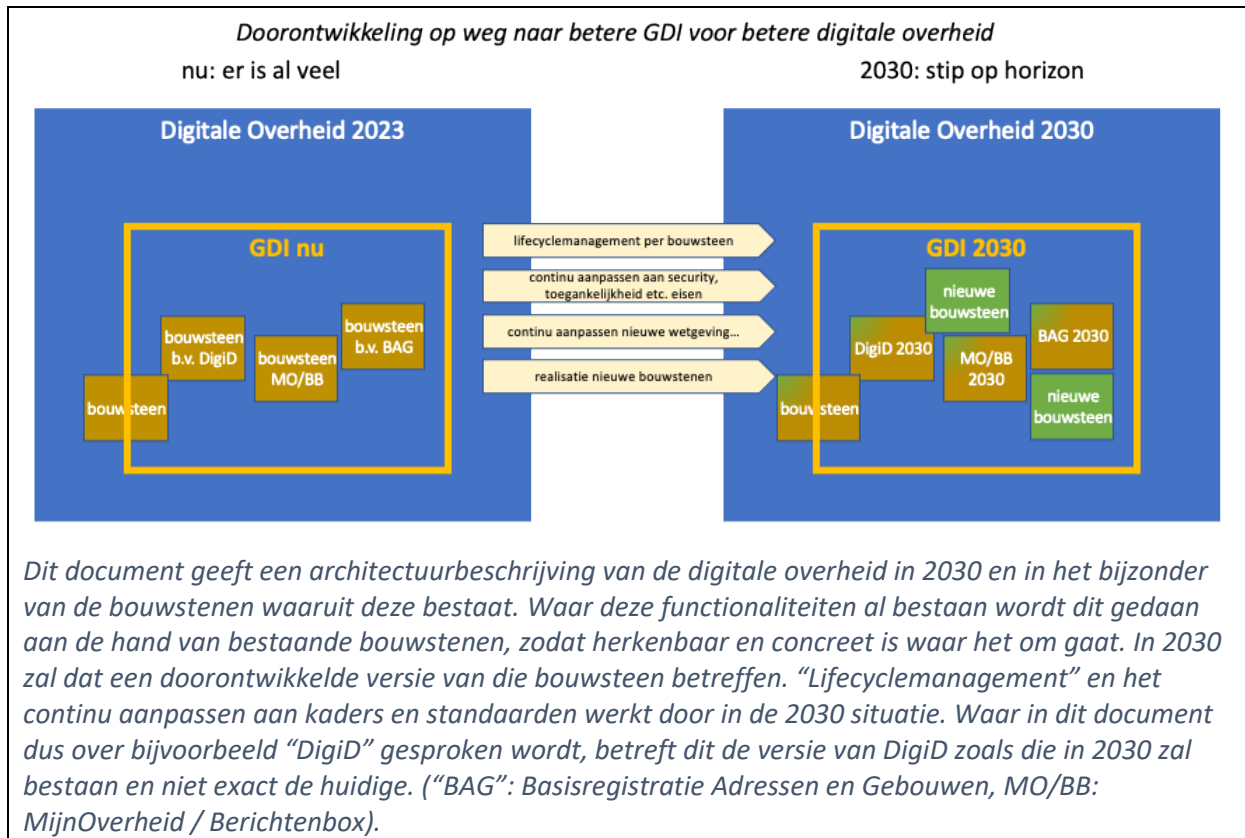 Doorontwikkeling op weg naar betere GDI voor betere digitale overheid
nu: er is al veel
2030: stip op horizon
Digitale Overheid 2023
GDI nu
bouwsteen
b.v. DigiD
bouwsteen
MO/BB
bouwsteen
b.v. BAG
bouwsteen
lifecyclemanagement per bouwsteen
continu aanpassen aan security,
toegankelijkheid etc. eisen
continu aanpassen nieuwe wetgeving...
realisatie nieuwe bouwstenen
Digitale Overheid 2030
GDI 2030
nieuwe
bouwsteen
DigiD 2030
MO/BB
2030
BAG 2030
bouwsteen
nieuwe
bouwsteen
Dit document geeft een architectuurbeschrijving van de digitale overheid in 2030 en in het bijzonder
van de bouwstenen waaruit deze bestaat. Waar deze functionaliteiten al bestaan wordt dit gedaan
aan de hand van bestaande bouwstenen, zodat herkenbaar en concreet is waar het om gaat. In 2030
zal dat een doorontwikkelde versie van die bouwsteen betreffen. “Lifecyclemanagement” en het
continu aanpassen aan kaders en standaarden werkt door in de 2030 situatie. Waar in dit document
dus over bijvoorbeeld “DigiD” gesproken wordt, betreft dit de versie van DigiD zoals die in 2030 zal
bestaan en niet exact de huidige. (“BAG”: Basisregistratie Adressen en Gebouwen, MO/BB:
MijnOverheid / Berichtenbox).